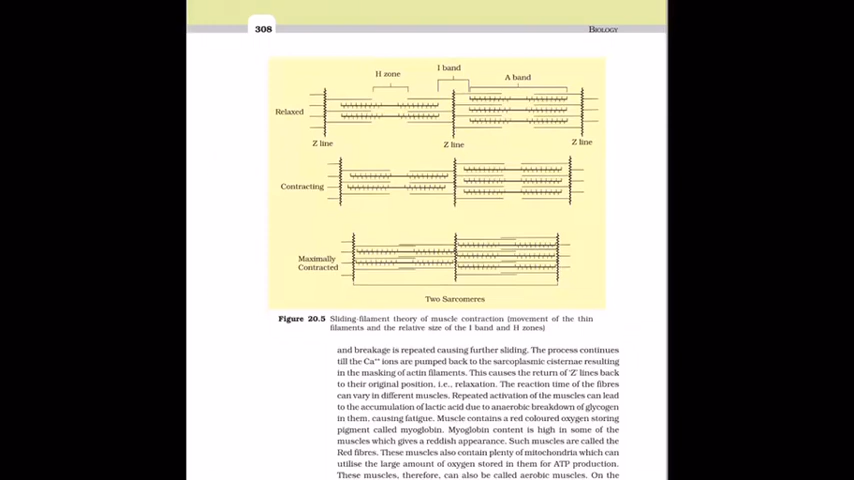 308
BIOLOGY
I band
H zone
A band
Relaxed
Z line
Z line
Z line
Contracting
Maximally
Contracted
Two Sarcomeres
Figure 20.5 Sliding-filament theory of muscle contraction (movement of the thin
filaments and the relative size of the I band and H zones)
and breakage is repeated causing further sliding. The process continues
till the Ca⁺⁺ ions are pumped back to the sarcoplasmic cisternae resulting
in the masking of actin filaments. This causes the return of 'Z' lines back
to their original position, i.e., relaxation. The reaction time of the fibres
can vary in different muscles. Repeated activation of the muscles can lead
to the accumulation of lactic acid due to anaerobic breakdown of glycogen
in them, causing fatigue. Muscle contains a red coloured oxygen storing
pigment called myoglobin. Myoglobin content is high in some of the
muscles which gives a reddish appearance. Such muscles are called the
Red fibres. These muscles also contain plenty of mitochondria which can
utilise the large amount of oxygen stored in them for ATP production.
These muscles, therefore, can also be called aerobic muscles. On the